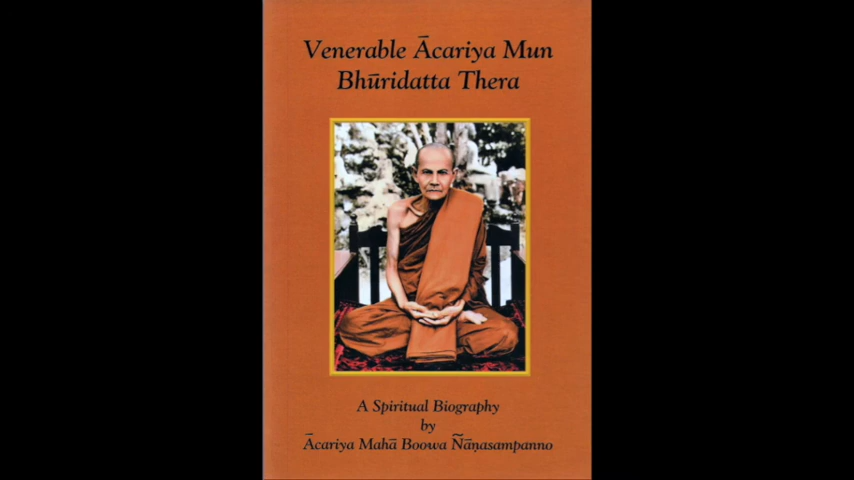 Venerable Ācariya Mun
Bhūridatta Thera
A Spiritual Biography
by
Ācariya Mahā Boowa Ñāṇasampanno